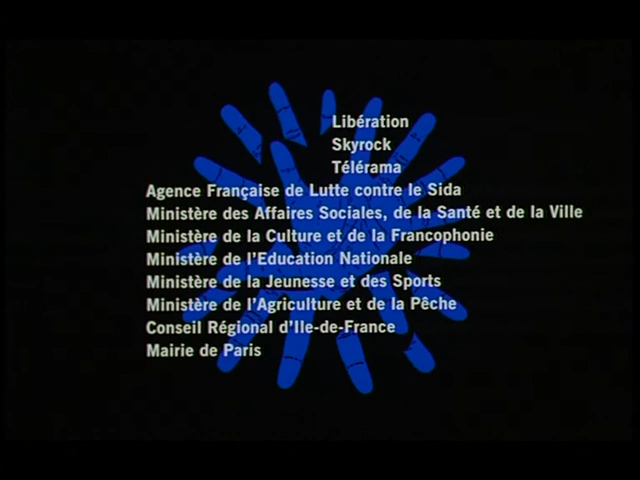 Libération
Skyrock
Télérama
Agence Française de Lutte contre le Sida
Ministère des Affaires Sociales, de la Santé et de la Ville
Ministère de la Culture et de la Francophonie
Ministère de l'Education Nationale
Ministère de la Jeunesse et des Sports
Ministère de l'Agriculture et de la Pêche
Conseil Régional d'Ile-de-France
Mairie de Paris